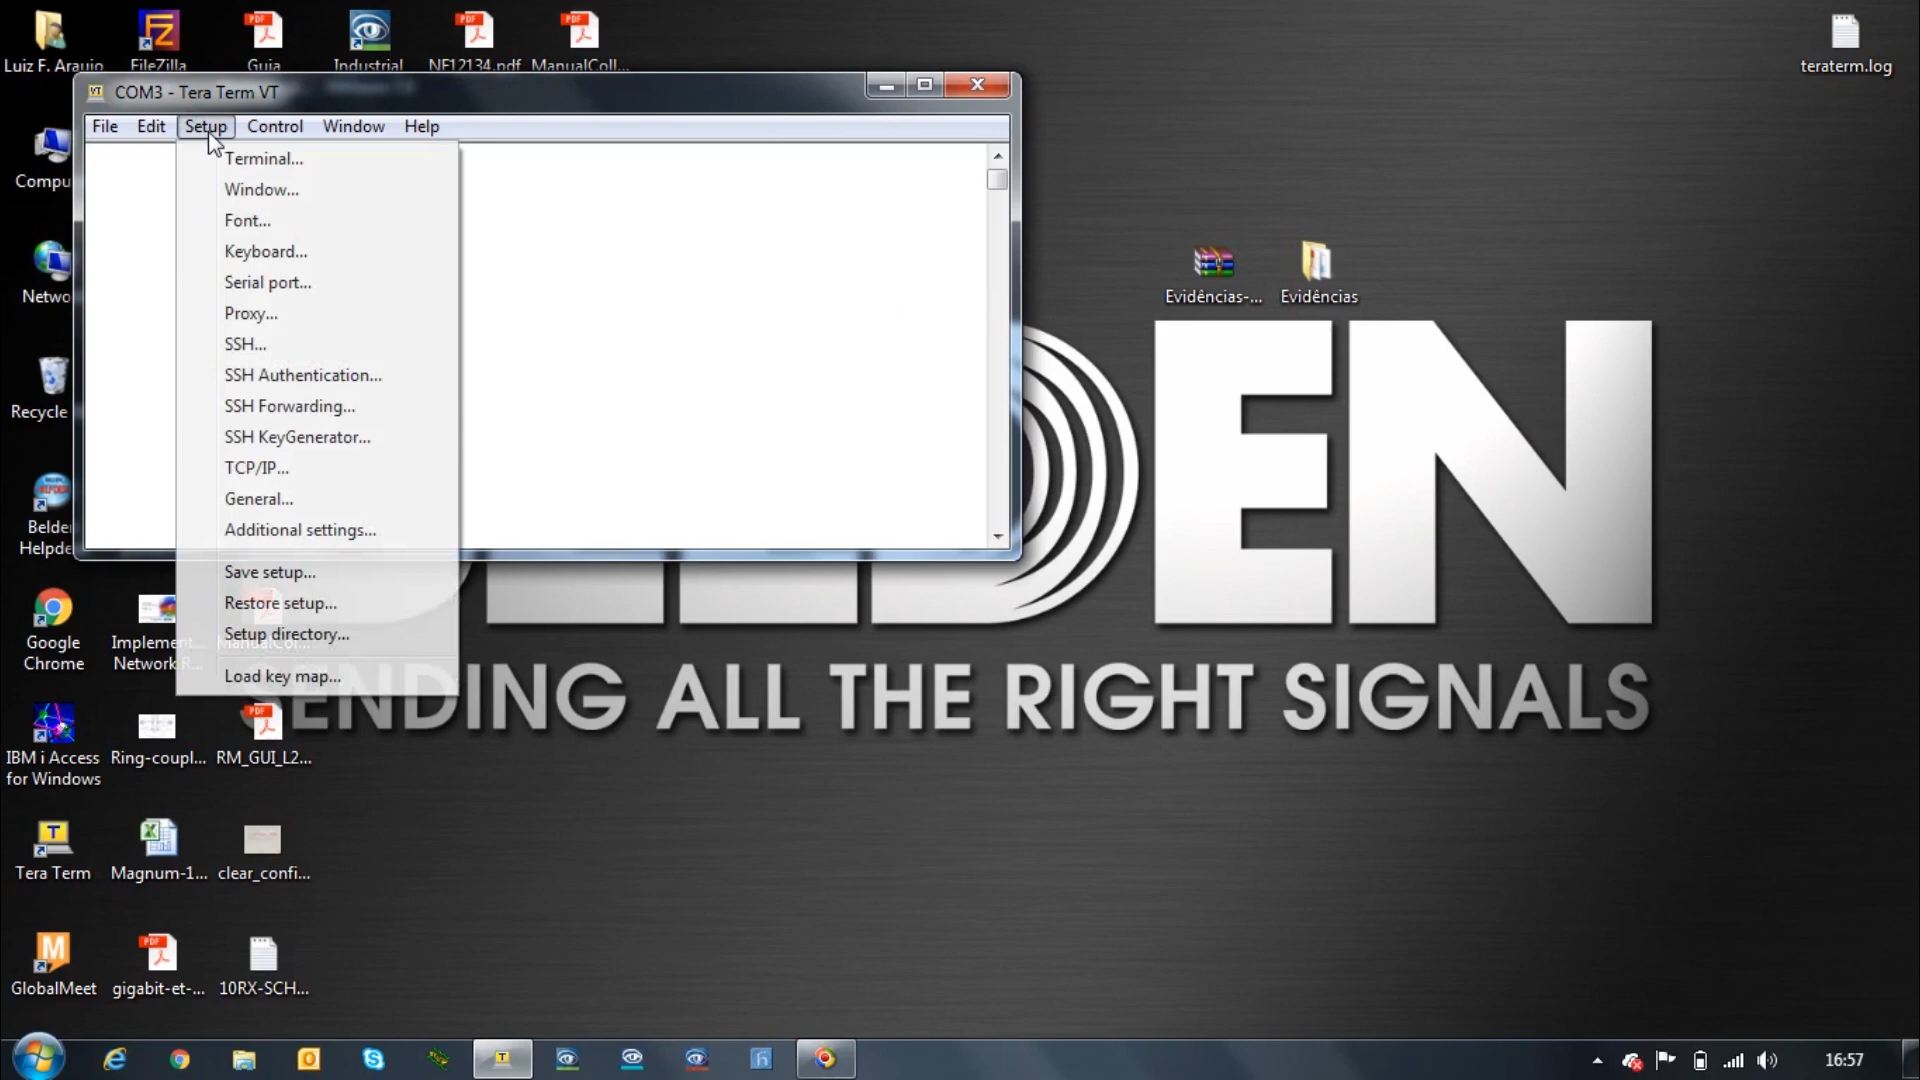 Luiz F. Araujo
FileZilla
Guia
Industrial
NF12134.pdf
ManualColl...
teraterm.log
COM3 - Tera Term VT
File Edit Setup Control Window Help
Terminal...
Window...
Font...
Keyboard...
Serial port...
Proxy...
SSH...
SSH Authentication...
SSH Forwarding...
SSH KeyGenerator...
TCP/IP...
General...
Additional settings...
Save setup...
Restore setup...
Setup directory...
Load key map...
Compu
Netwo
Recycle
Belde
Helpde
Evidências-...
Evidências
DEN
SENDING ALL THE RIGHT SIGNALS
Google
Chrome
Implement...
Network R...
IBM i Access
for Windows
Ring-coupl...
RM_GUI_L2...
Tera Term
Magnum-1...
clear_confi...
GlobalMeet
gigabit-et-...
10RX-SCH...
16:57